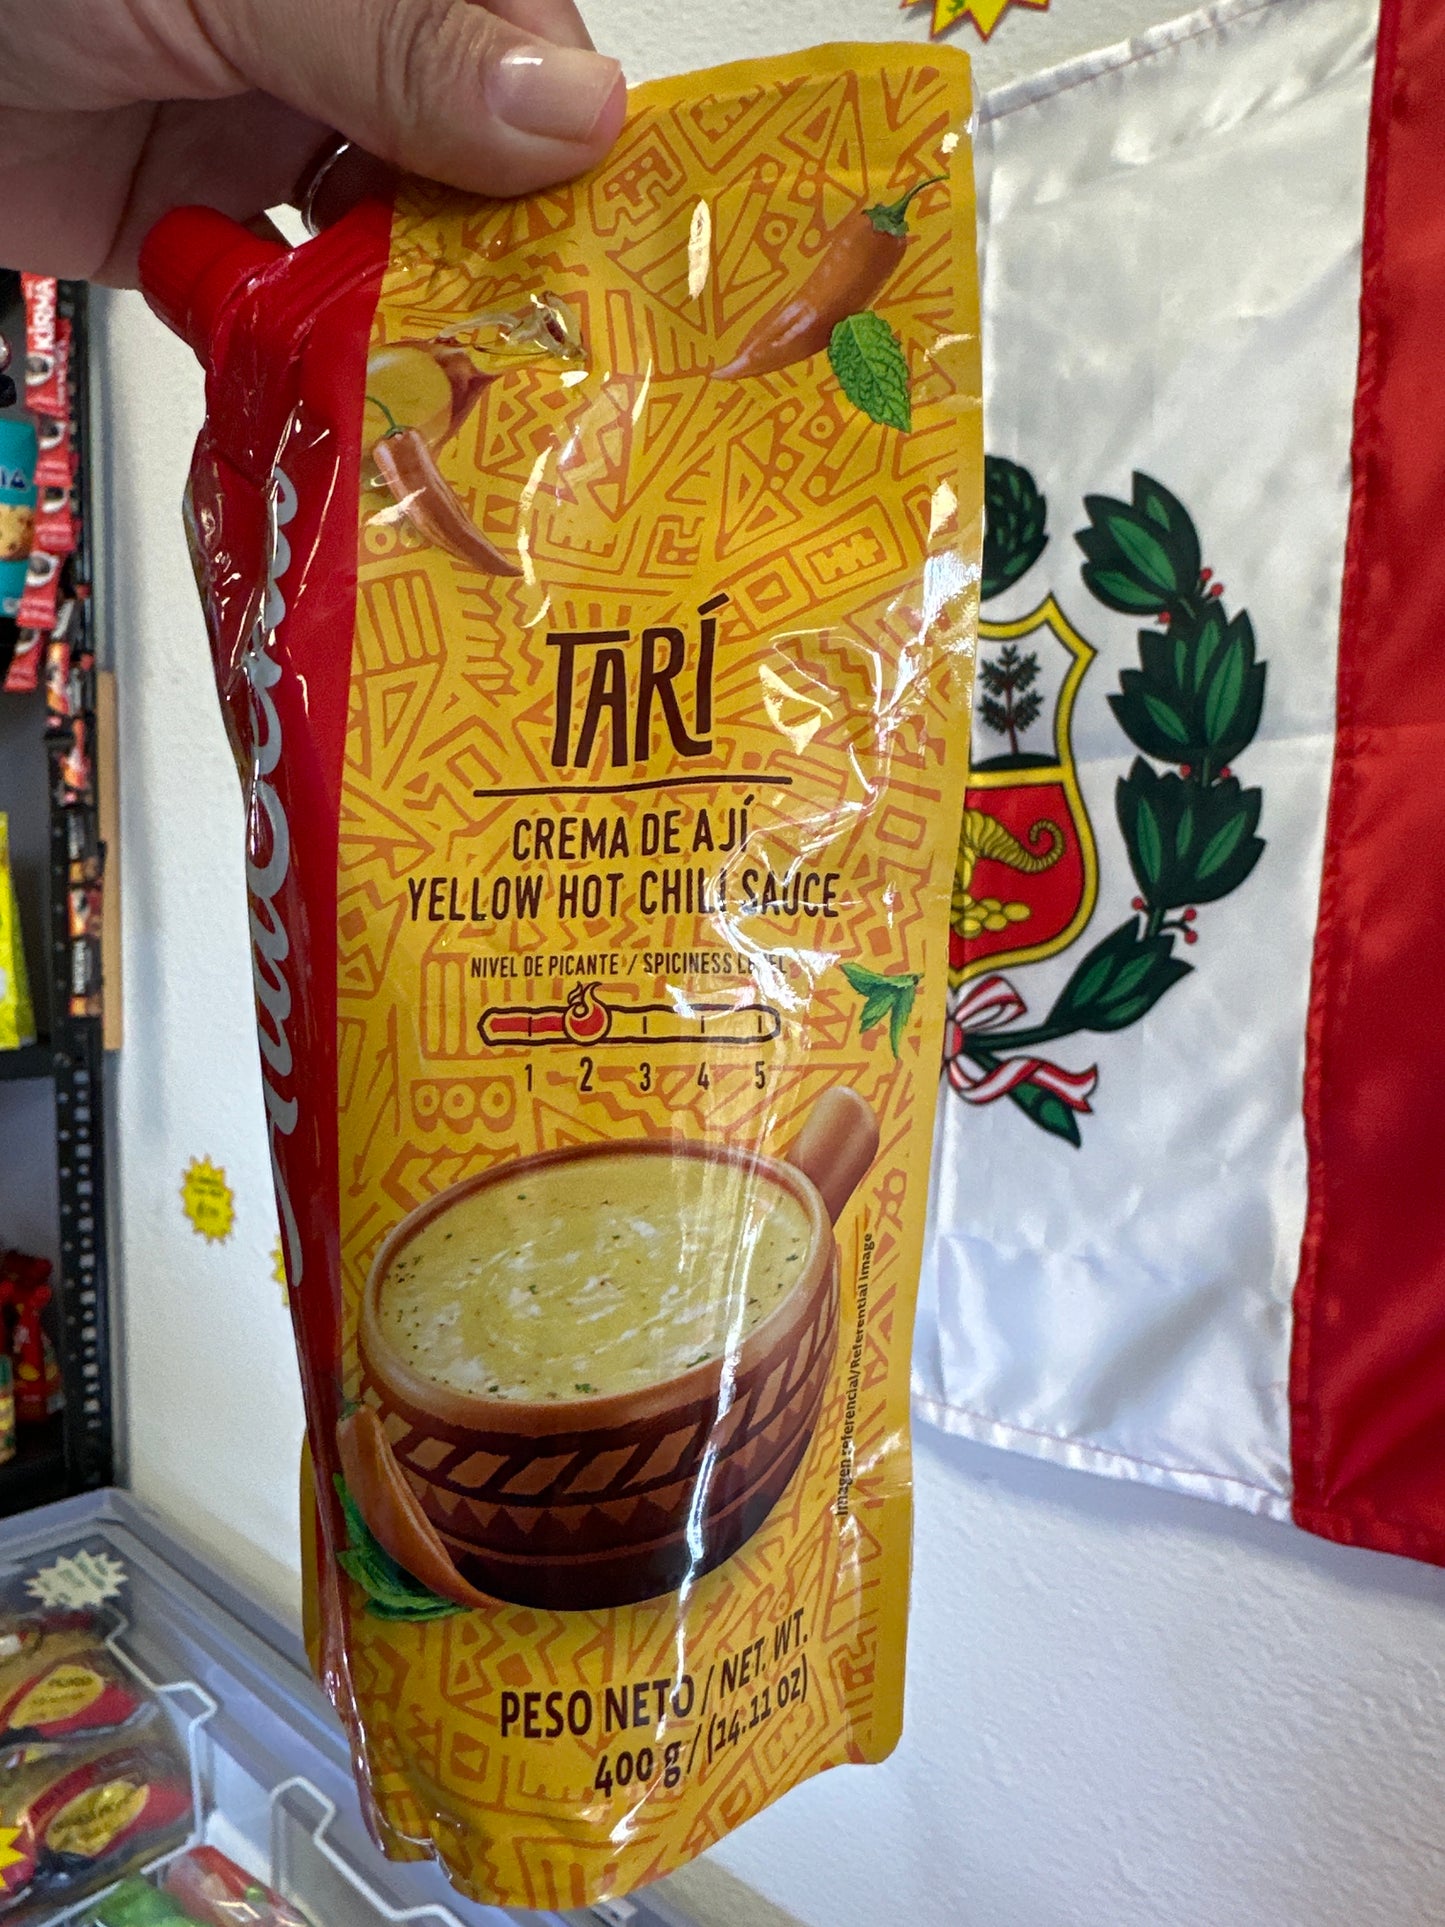 TARÍ
CREMA DE AJÍ
YELLOW HOT CHILI SAUCE
NIVEL DE PICANTE / SPICINESS LEVEL
1 2 3 4 5
Imagen referencial/Referential Image
PESO NETO / NET. WT.
400 g / (14.11 oz)
KIRMA